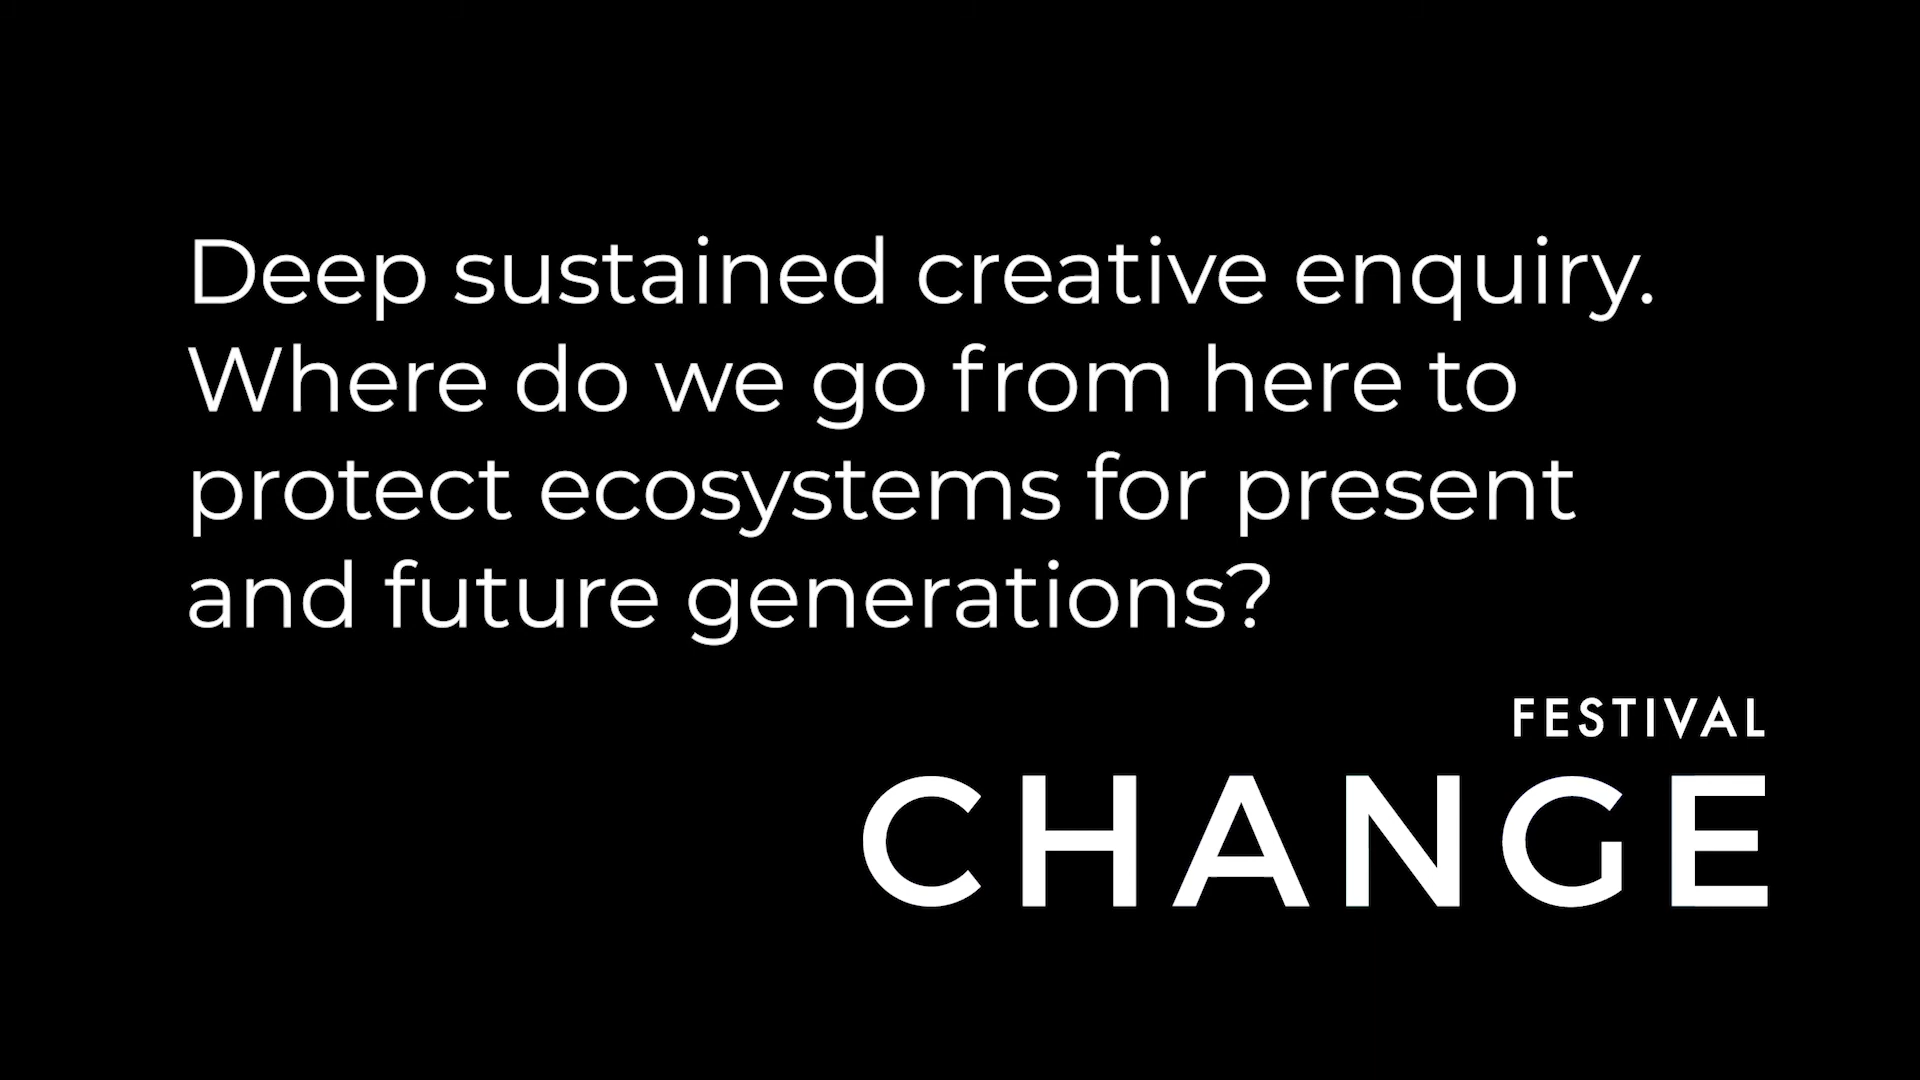 Deep sustained creative enquiry.
Where do we go from here to
protect ecosystems for present
and future generations?
FESTIVAL
CHANGE